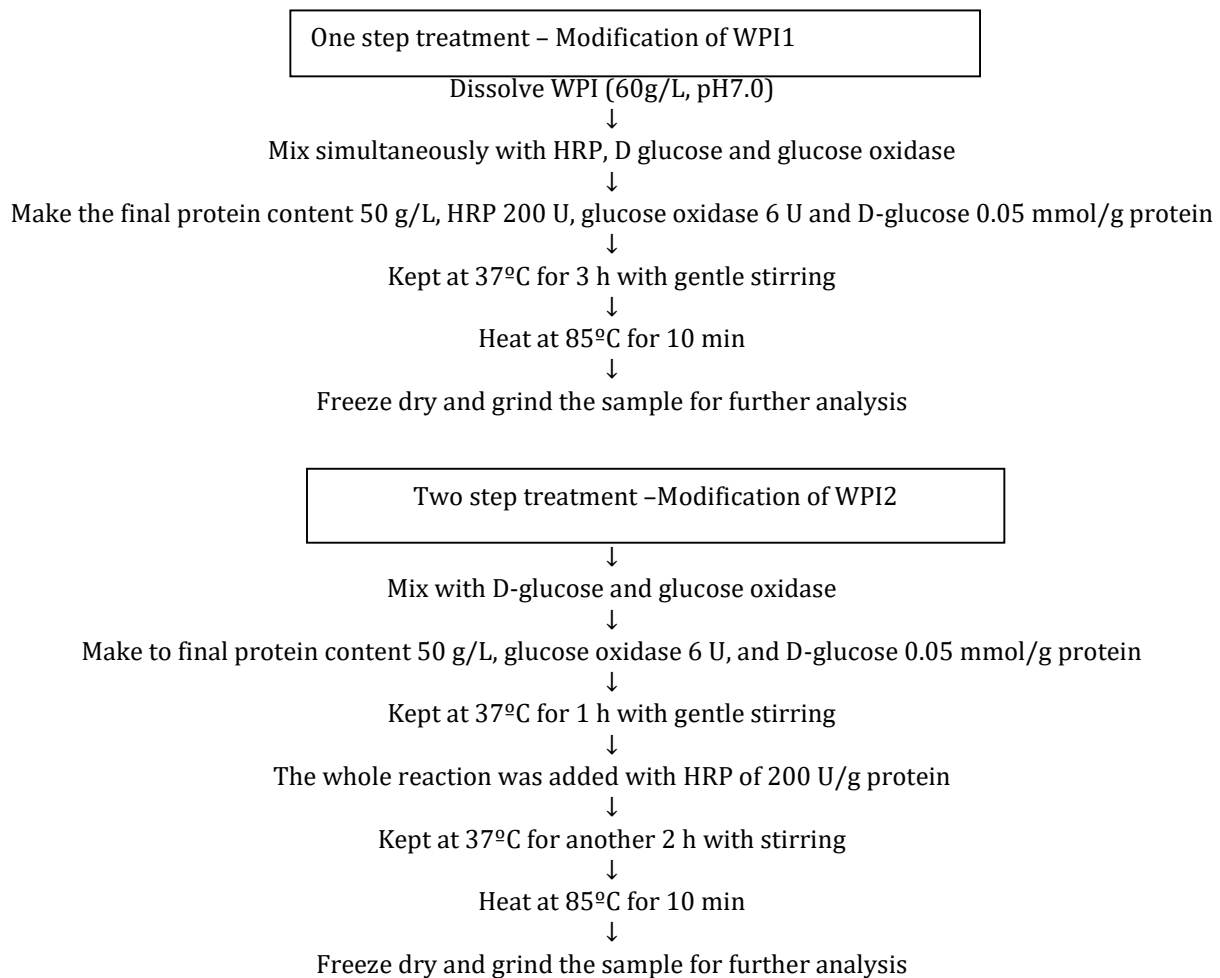 One step treatment – Modification of WPI1
Dissolve WPI (60g/L, pH7.0)
↓
Mix simultaneously with HRP, D glucose and glucose oxidase
↓
Make the final protein content 50 g/L, HRP 200 U, glucose oxidase 6 U and D-glucose 0.05 mmol/g protein
↓
Kept at 37ºC for 3 h with gentle stirring
↓
Heat at 85ºC for 10 min
↓
Freeze dry and grind the sample for further analysis
Two step treatment –Modification of WPI2
↓
Mix with D-glucose and glucose oxidase
↓
Make to final protein content 50 g/L, glucose oxidase 6 U, and D-glucose 0.05 mmol/g protein
↓
Kept at 37ºC for 1 h with gentle stirring
↓
The whole reaction was added with HRP of 200 U/g protein
↓
Kept at 37ºC for another 2 h with stirring
↓
Heat at 85ºC for 10 min
↓
Freeze dry and grind the sample for further analysis